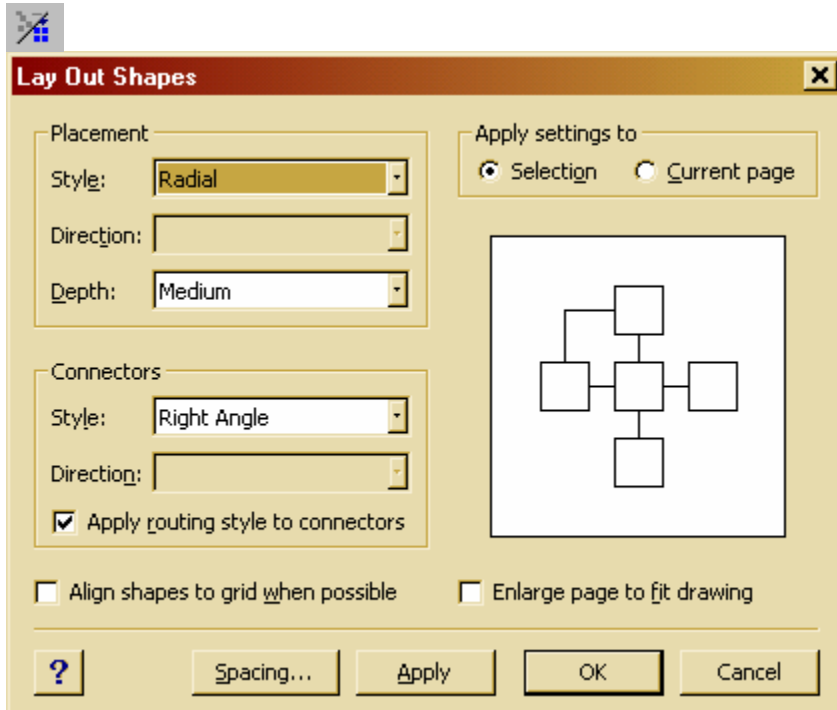 Lay Out Shapes
Placement
Style: Radial
Direction:
Depth: Medium
Connectors
Style: Right Angle
Direction:
Apply routing style to connectors
Apply settings to
Selection Current page
Align shapes to grid when possible
Enlarge page to fit drawing
? Spacing... Apply OK Cancel